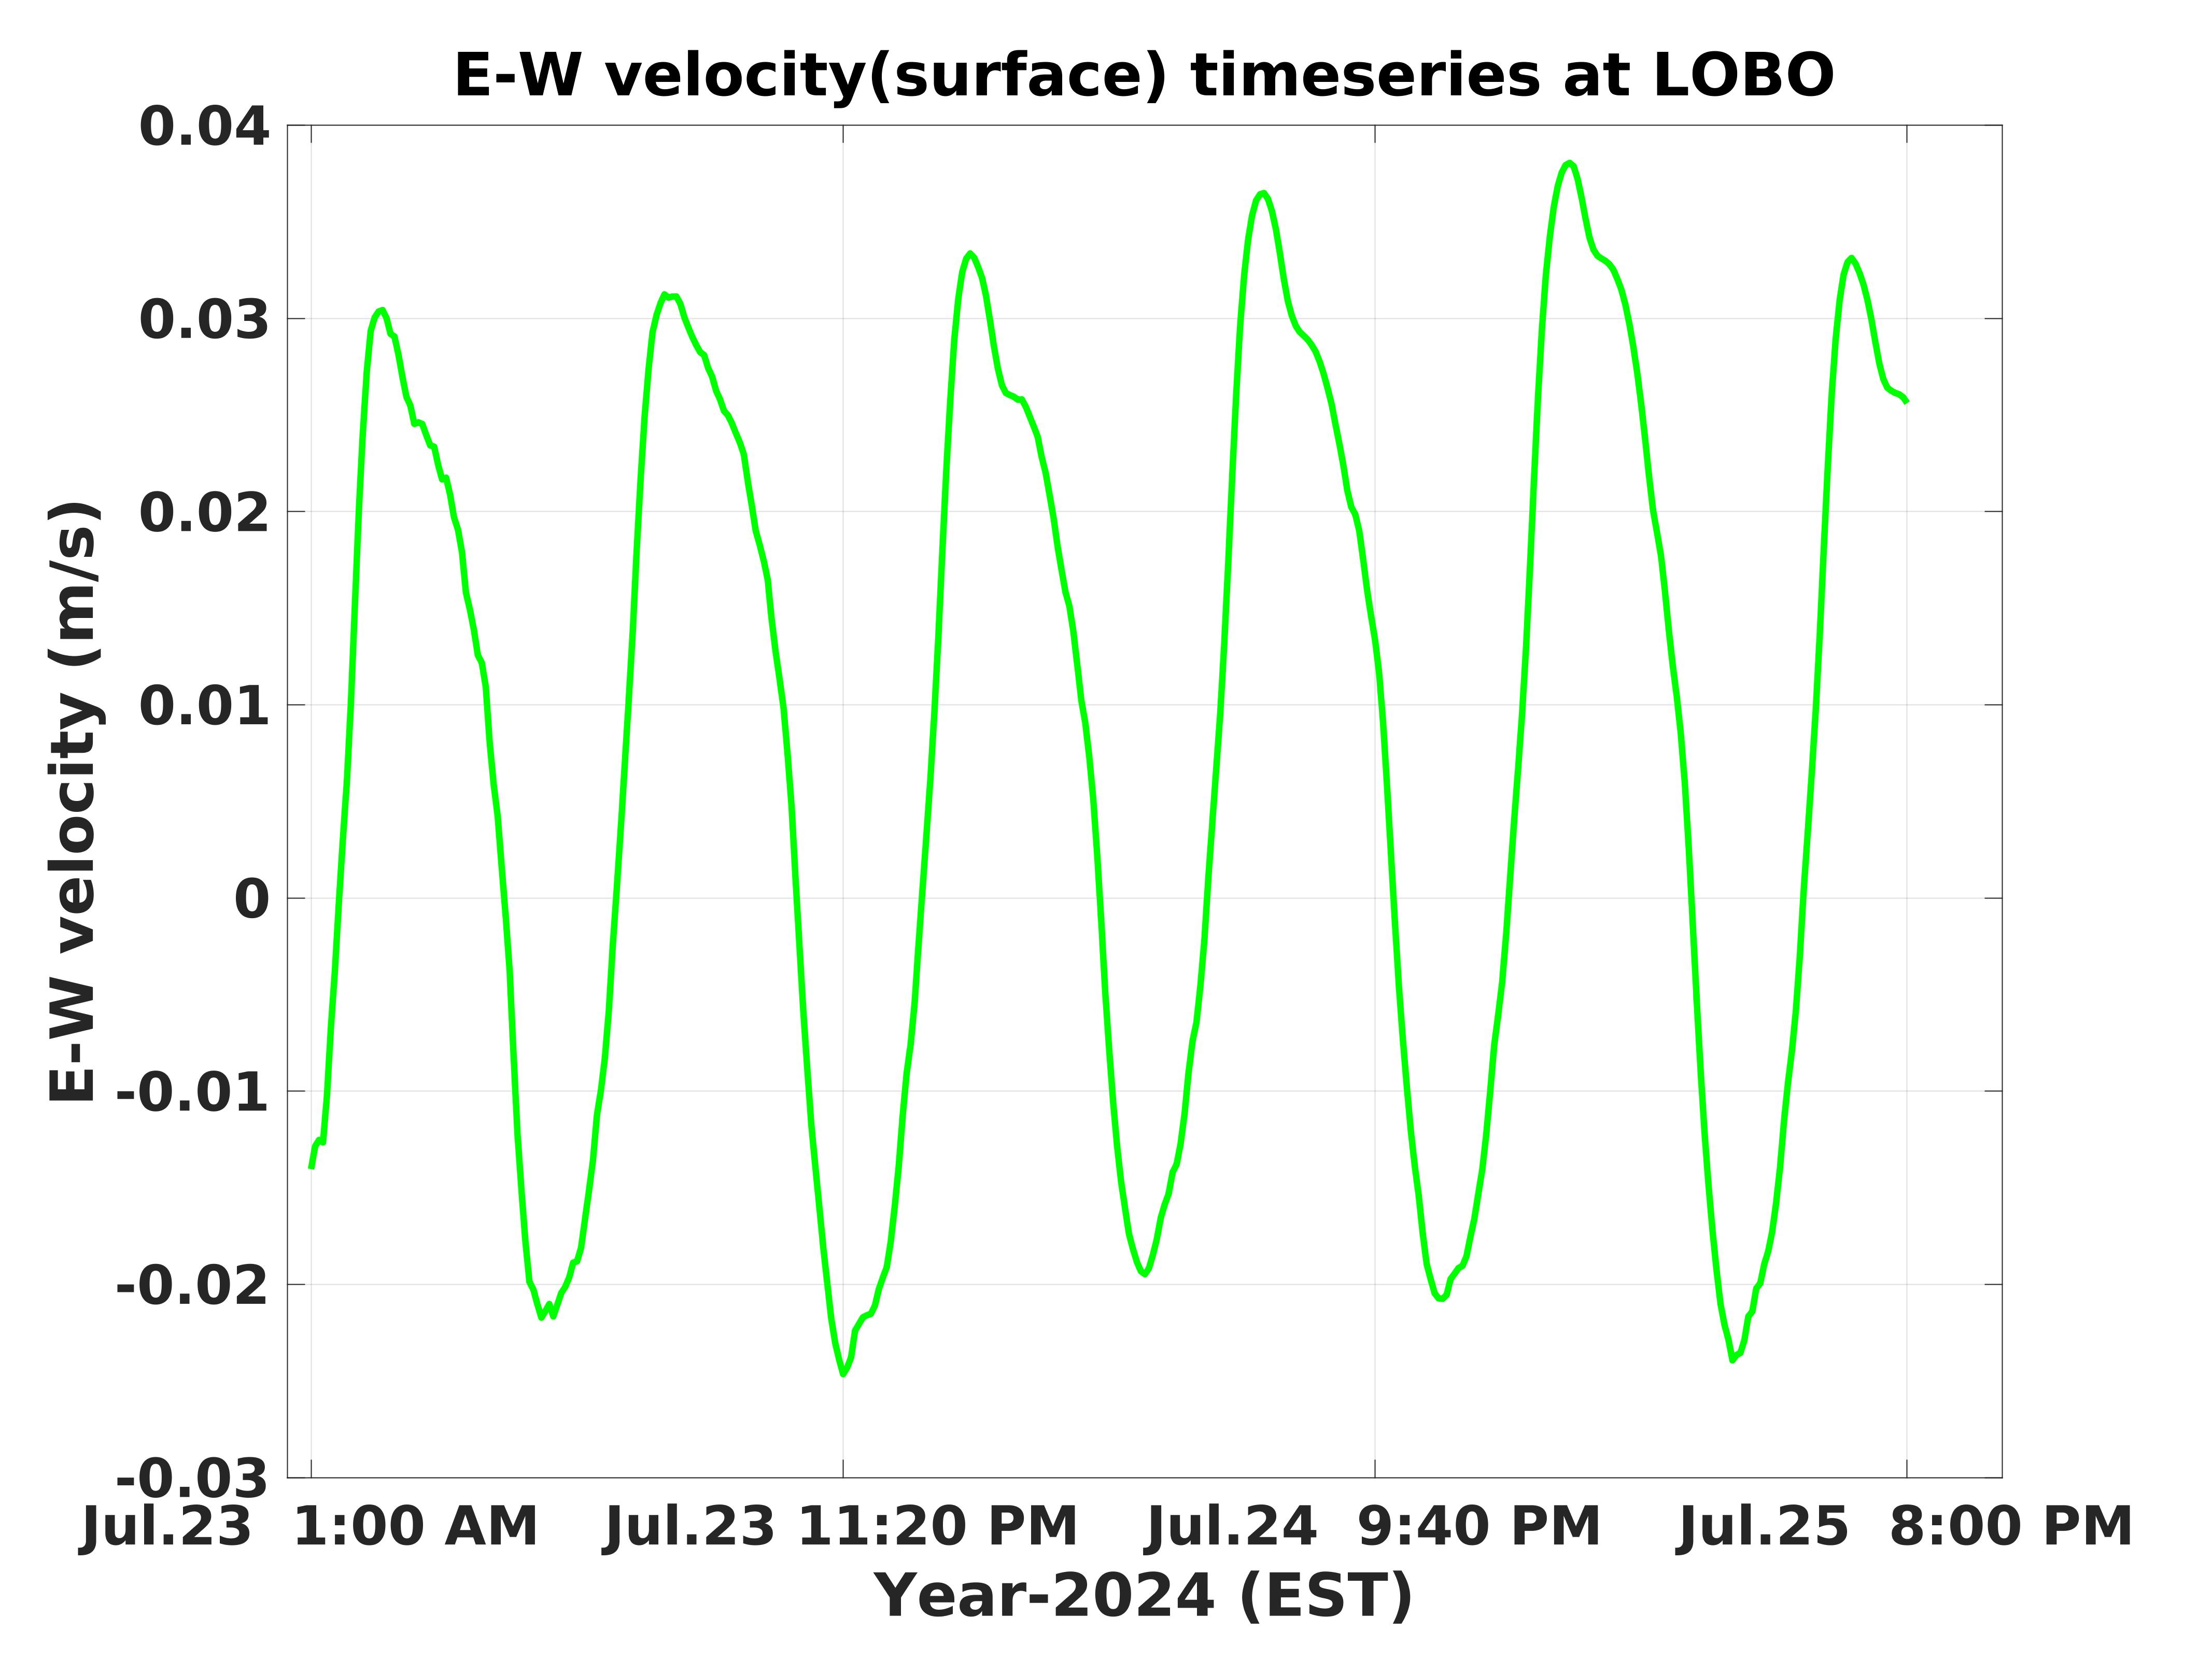 E-W velocity(surface) timeseries at LOBO
E-W velocity (m/s)
0.04
0.03
0.02
0.01
0
-0.01
-0.02
-0.03
Jul.23 1:00 AM Jul.23 11:20 PM Jul.24 9:40 PM Jul.25 8:00 PM
Year-2024 (EST)